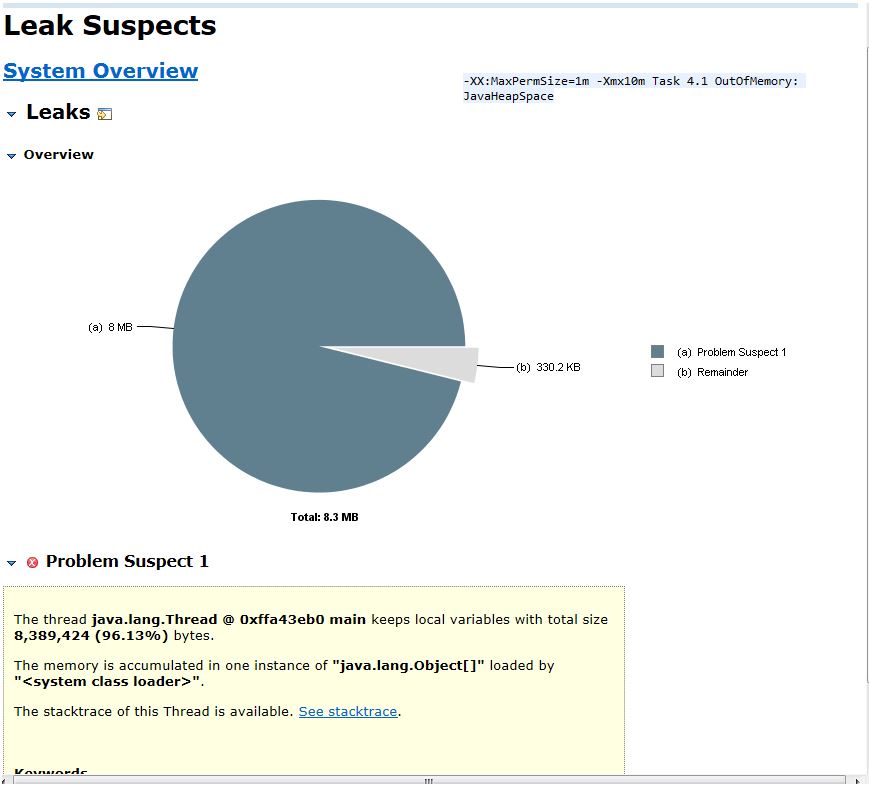 Leak Suspects
System Overview
-XX:MaxPermSize=1m -Xmx10m Task 4.1 OutOfMemory:
JavaHeapSpace
Leaks
Overview
(a) 8 MB
(b) 330.2 KB
(a) Problem Suspect 1
(b) Remainder
Total: 8.3 MB
Problem Suspect 1
The thread java.lang.Thread @ 0xffa43eb0 main keeps local variables with total size
8,389,424 (96.13%) bytes.
The memory is accumulated in one instance of "java.lang.Object[]" loaded by
"<system class loader>".
The stacktrace of this Thread is available. See stacktrace.
Keywords